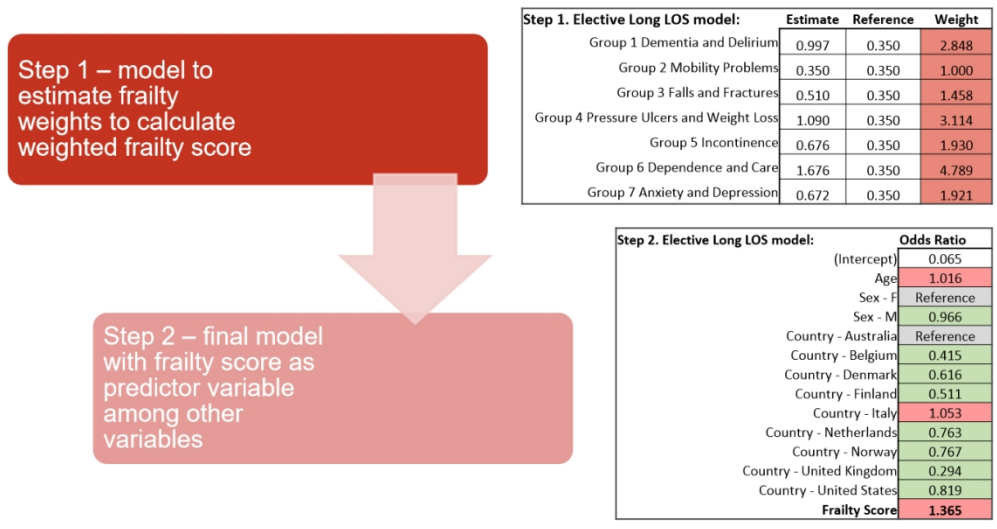 Step 1 – model to
estimate frailty
weights to calculate
weighted frailty score
Step 1. Elective Long LOS model: Estimate Reference Weight
Group 1 Dementia and Delirium 0.997 0.350 2.848
Group 2 Mobility Problems 0.350 0.350 1.000
Group 3 Falls and Fractures 0.510 0.350 1.458
Group 4 Pressure Ulcers and Weight Loss 1.090 0.350 3.114
Group 5 Incontinence 0.676 0.350 1.930
Group 6 Dependence and Care 1.676 0.350 4.789
Group 7 Anxiety and Depression 0.672 0.350 1.921
Step 2 – final model
with frailty score as
predictor variable
among other
variables
Step 2. Elective Long LOS model: Odds Ratio
(Intercept) 0.065
Age 1.016
Sex - F Reference
Sex - M 0.966
Country - Australia Reference
Country - Belgium 0.415
Country - Denmark 0.616
Country - Finland 0.511
Country - Italy 1.053
Country - Netherlands 0.763
Country - Norway 0.767
Country - United Kingdom 0.294
Country - United States 0.819
Frailty Score 1.365